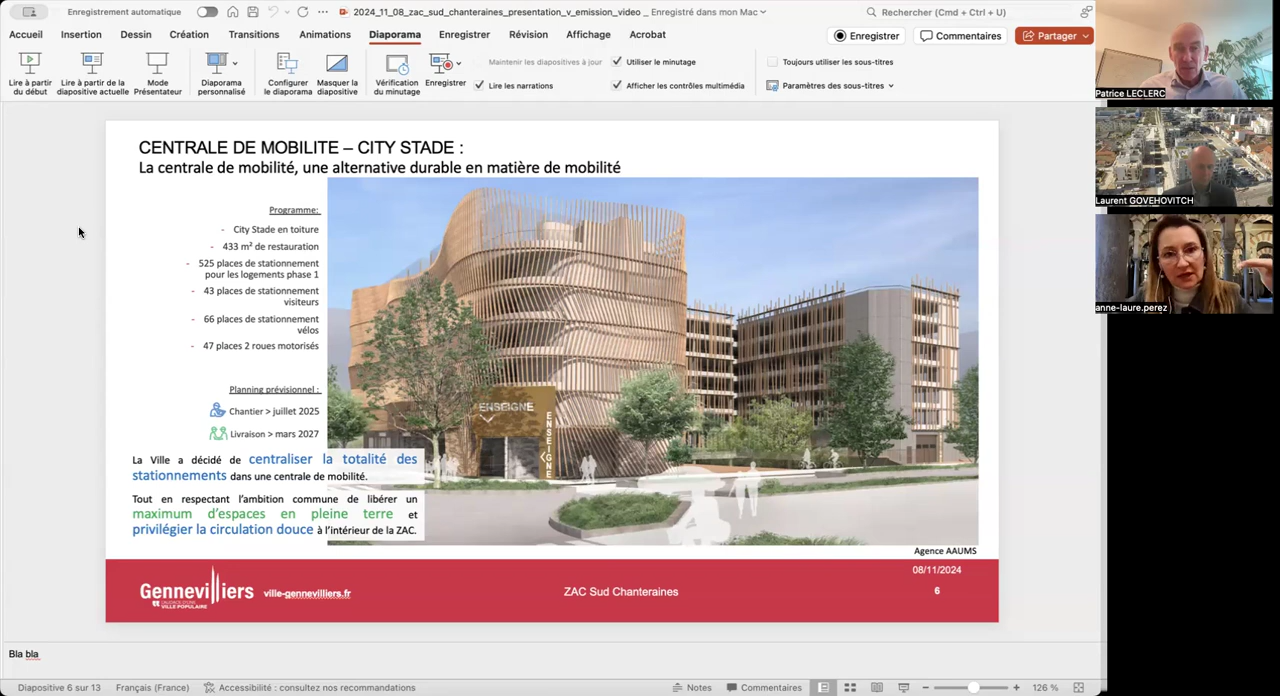 Enregistrement automatique
2024_11_08_zac_sud_chanteraines_presentation_v_emission_video _ Enregistré dans mon Mac
Rechercher (Cmd + Ctrl + U)
Accueil Insertion Dessin Création Transitions Animations Diaporama Enregistrer Révision Affichage Acrobat
Enregistrer Commentaires Partager
Lire à partir du début
Lire à partir de la diapositive actuelle
Mode Présentateur
Diaporama personnalisé
Configurer le diaporama
Masquer la diapositive
Vérification du minutage
Enregistrer
Maintenir les diapositives à jour
Lire les narrations
Utiliser le minutage
Afficher les contrôles multimédia
Toujours utiliser les sous-titres
Paramètres des sous-titres
CENTRALE DE MOBILITE – CITY STADE :
La centrale de mobilité, une alternative durable en matière de mobilité
Programme:
- City Stade en toiture
- 433 m² de restauration
- 525 places de stationnement
pour les logements phase 1
- 43 places de stationnement
visiteurs
- 66 places de stationnement
vélos
- 47 places 2 roues motorisés
Planning prévisionnel :
Chantier > juillet 2025
Livraison > mars 2027
La Ville a décidé de centraliser la totalité des
stationnements dans une centrale de mobilité.
Tout en respectant l'ambition commune de libérer un
maximum d'espaces en pleine terre et
privilégier la circulation douce à l'intérieur de la ZAC.
ENSEIGNE
ENSEIGNE
Agence AAUMS
Gennevilliers
L'AUDACE D'UNE
VILLE POPULAIRE
ville-gennevilliers.fr
ZAC Sud Chanteraines
08/11/2024
6
Bla bla
Diapositive 6 sur 13 Français (France) Accessibilité : consultez nos recommandations
Notes Commentaires 126 %
Patrice LECLERC
Laurent GOVEHOVITCH
anne-laure.perez